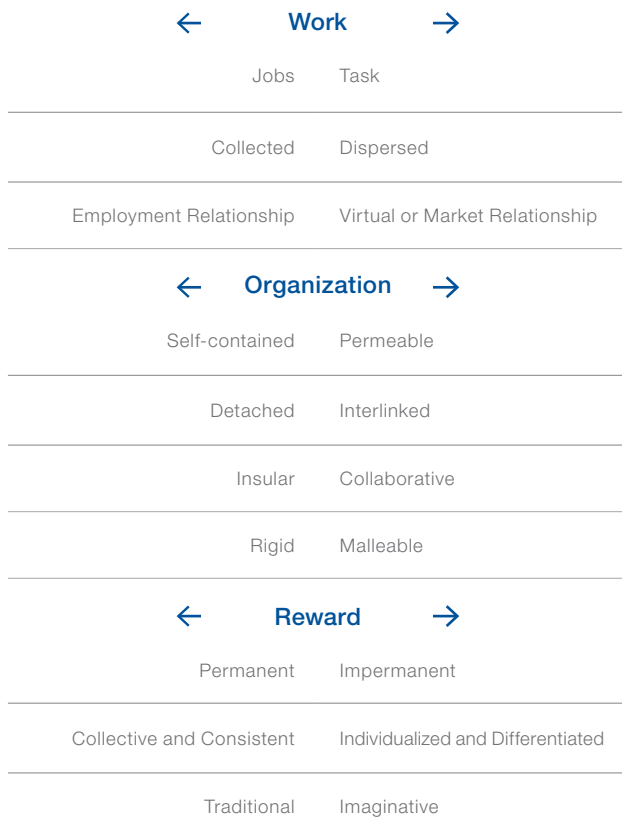 ← Work →
Jobs Task
Collected Dispersed
Employment Relationship Virtual or Market Relationship
← Organization →
Self-contained Permeable
Detached Interlinked
Insular Collaborative
Rigid Malleable
← Reward →
Permanent Impermanent
Collective and Consistent Individualized and Differentiated
Traditional Imaginative